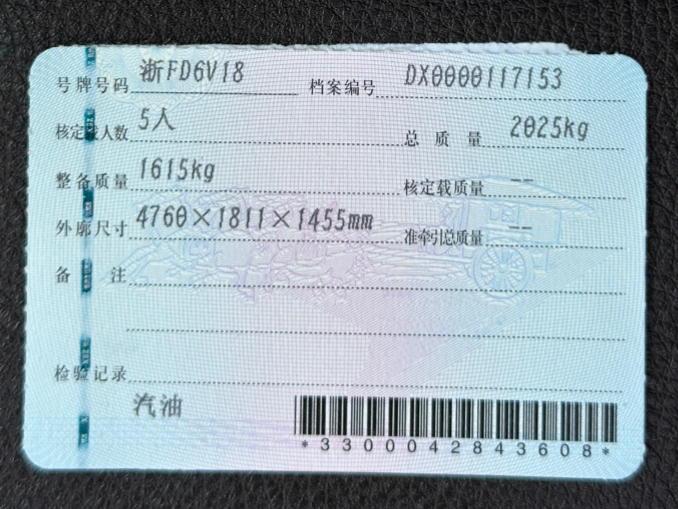 号牌号码 浙FD6V18 档案编号 DX0000117153
核定载人数 5人 总质量 2025kg
整备质量 1615kg 核定载质量 --
外廓尺寸 4760×1811×1455mm 准牵引总质量 --
备注
检验记录
汽油
*3300042843608*